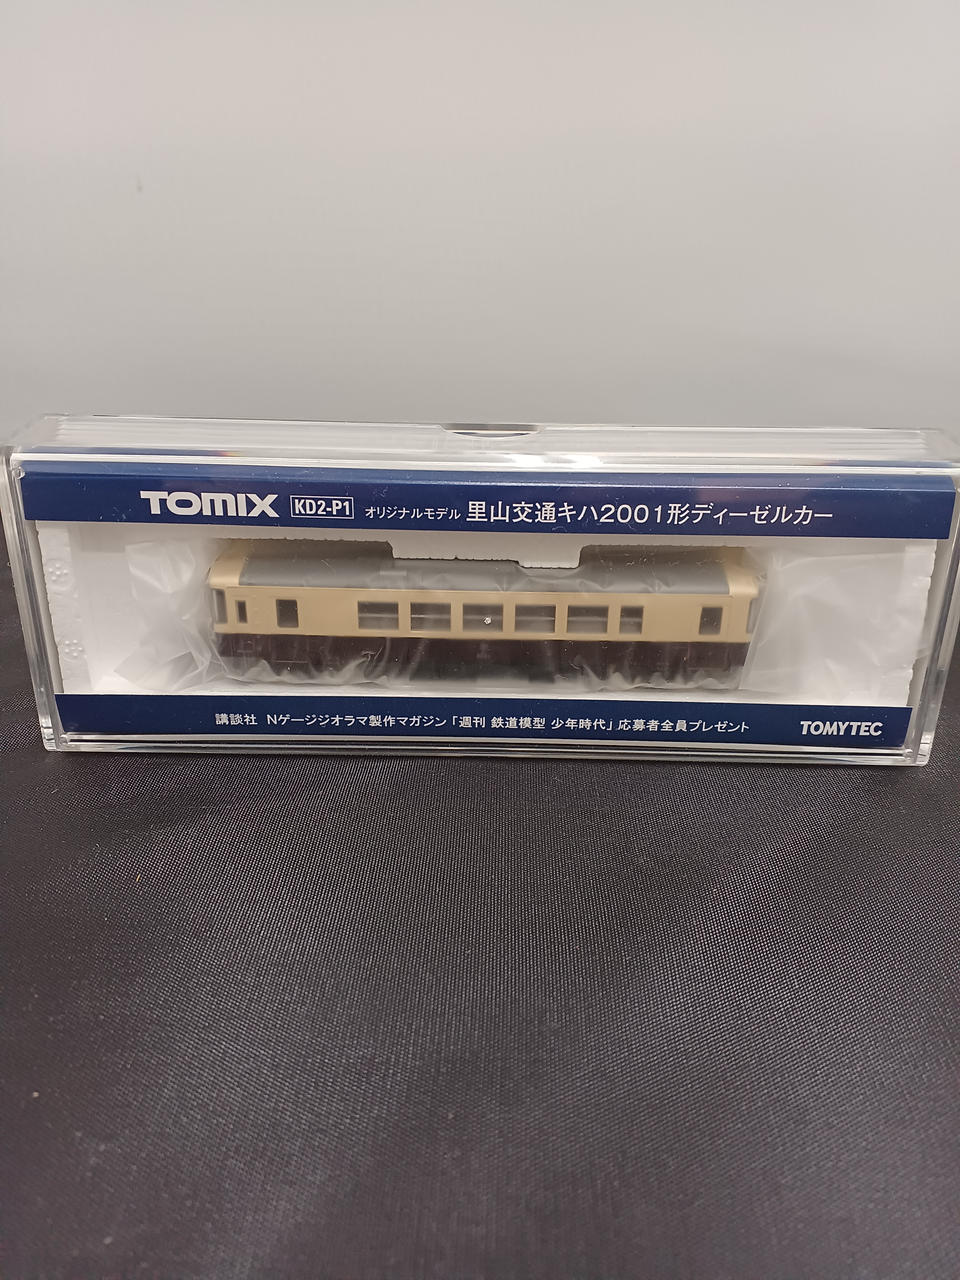 TOMIX KD2-P1 オリジナルモデル 里山交通キハ2001形ディーゼルカー
講談社 Nゲージジオラマ製作マガジン「週刊 鉄道模型 少年時代」応募者全員プレゼント TOMYTEC